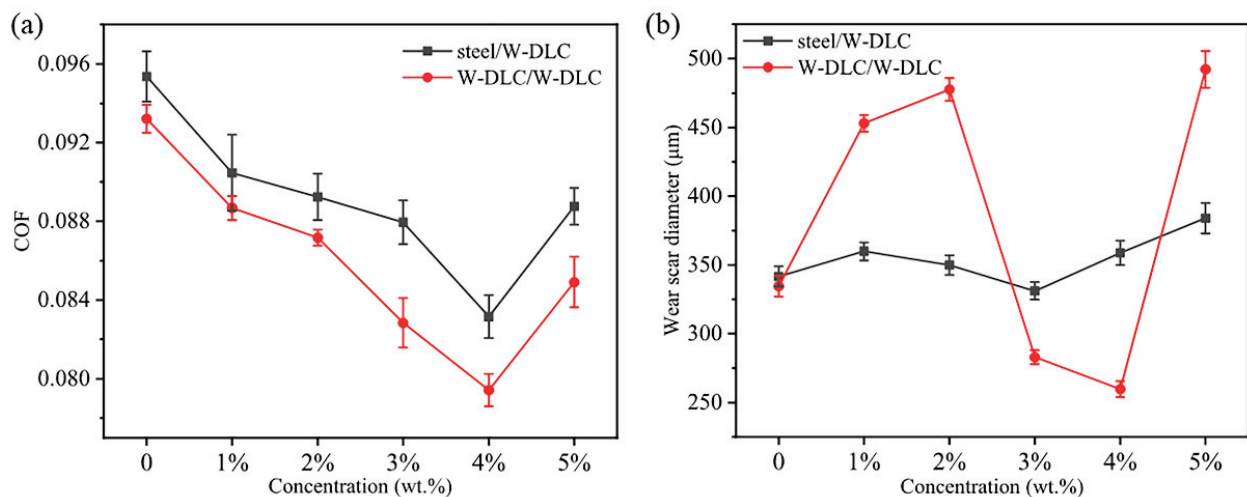 (a)
steel/W-DLC
W-DLC/W-DLC
0.096
0.092
0.088
0.084
0.080
COF
0 1% 2% 3% 4% 5%
Concentration (wt.%)
(b)
steel/W-DLC
W-DLC/W-DLC
500
450
400
350
300
250
Wear scar diameter (μm)
0 1% 2% 3% 4% 5%
Concentration (wt.%)